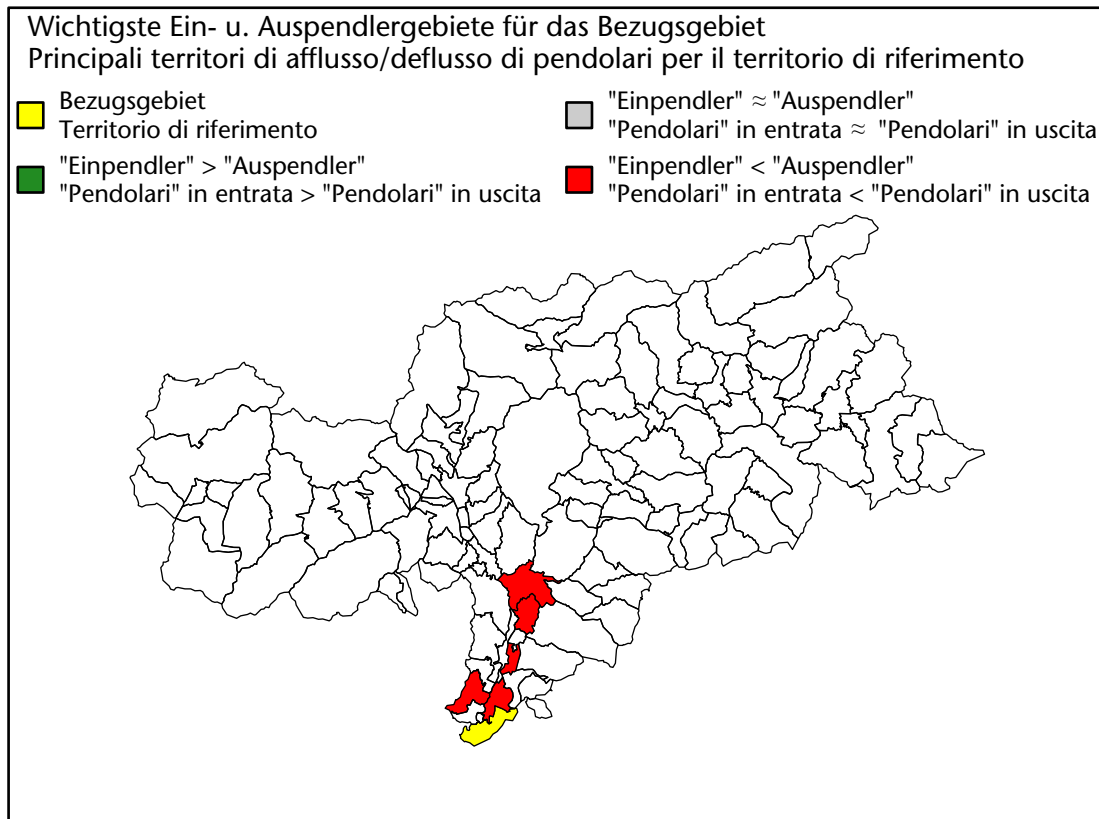 Wichtigste Ein- u. Auspendlergebiete für das Bezugsgebiet
Principali territori di afflusso/deflusso di pendolari per il territorio di riferimento
Bezugsgebiet
Territorio di riferimento
"Einpendler" ≈ "Auspendler"
"Pendolari" in entrata ≈ "Pendolari" in uscita
"Einpendler" > "Auspendler"
"Pendolari" in entrata > "Pendolari" in uscita
"Einpendler" < "Auspendler"
"Pendolari" in entrata < "Pendolari" in uscita